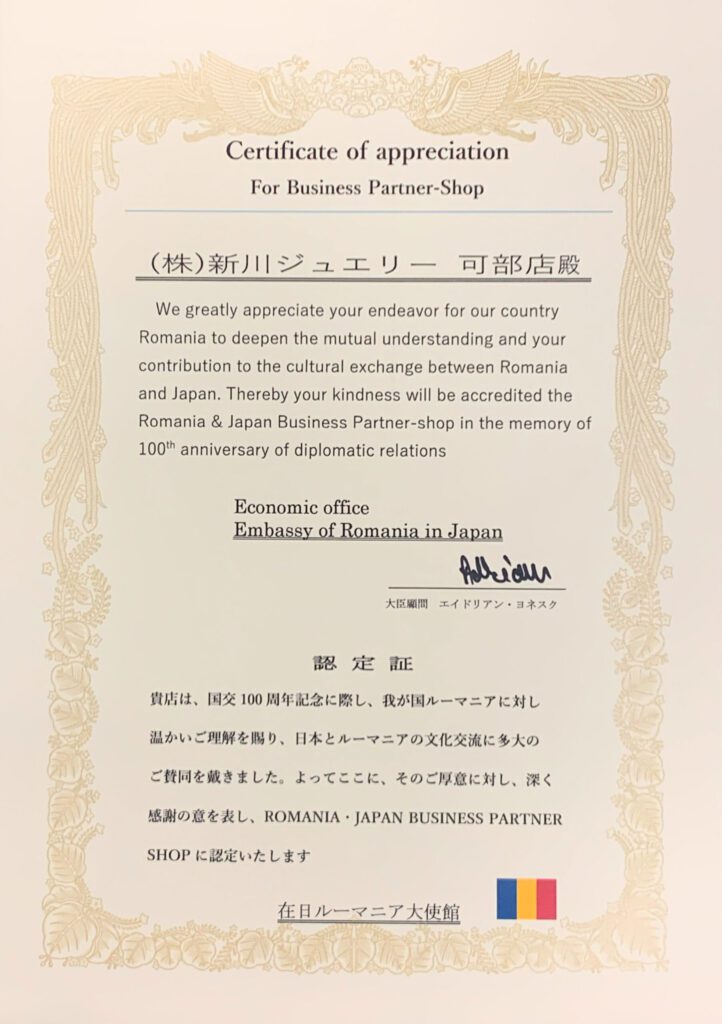 Certificate of appreciation
For Business Partner-Shop
(株)新川ジュエリー 可部店殿
We greatly appreciate your endeavor for our country
Romania to deepen the mutual understanding and your
contribution to the cultural exchange between Romania
and Japan. Thereby your kindness will be accredited the
Romania & Japan Business Partner-shop in the memory of
100th anniversary of diplomatic relations
Economic office
Embassy of Romania in Japan
大臣顧問 エイドリアン・ヨネスク
認定証
貴店は、国交100周年記念に際し、我が国ルーマニアに対し
温かいご理解を賜り、日本とルーマニアの文化交流に多大の
ご賛同を戴きました。よってここに、そのご厚意に対し、深く
感謝の意を表し、ROMANIA・JAPAN BUSINESS PARTNER
SHOPに認定いたします
在日ルーマニア大使館